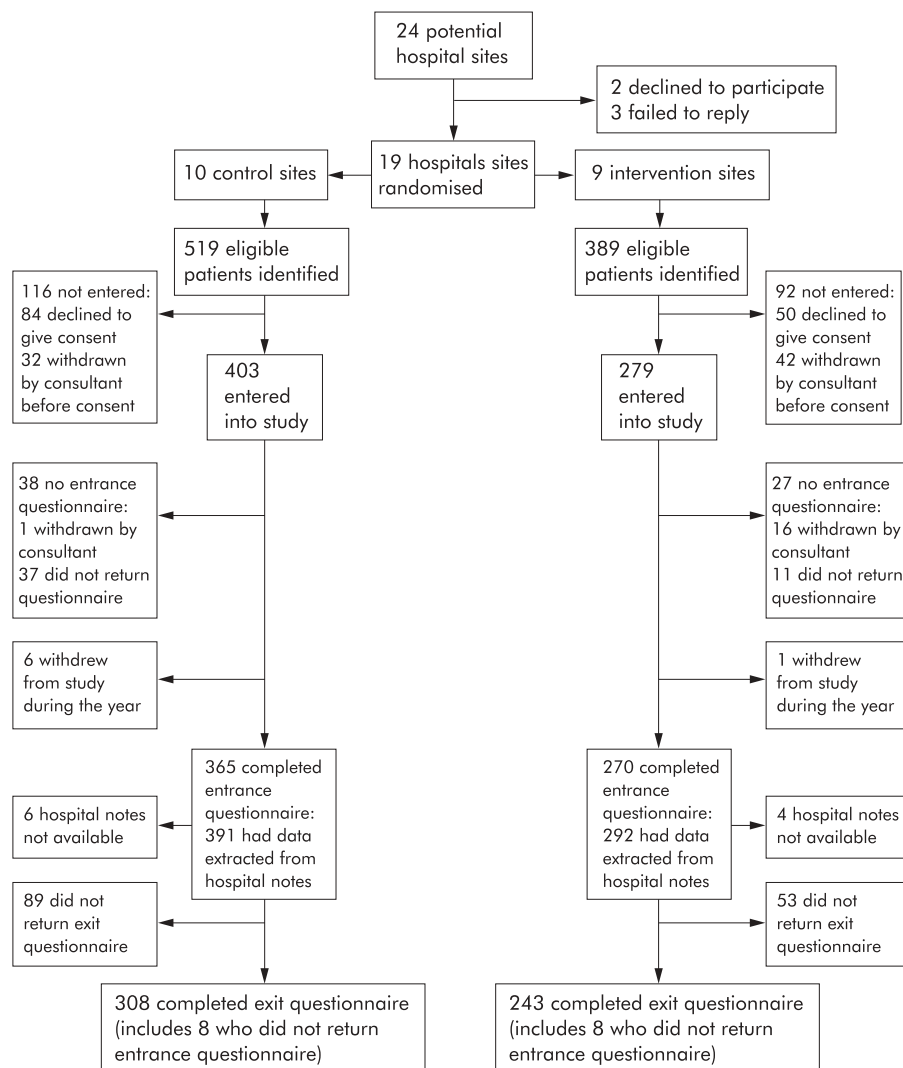 24 potential
hospital sites
2 declined to participate
3 failed to reply
19 hospitals sites
randomised
10 control sites
9 intervention sites
519 eligible
patients identified
389 eligible
patients identified
116 not entered:
84 declined to
give consent
32 withdrawn
by consultant
before consent
92 not entered:
50 declined to
give consent
42 withdrawn
by consultant
before consent
403
entered
into study
279
entered
into study
38 no entrance
questionnaire:
1 withdrawn by
consultant
37 did not return
questionnaire
27 no entrance
questionnaire:
16 withdrawn by
consultant
11 did not return
questionnaire
6 withdrew
from study
during the year
1 withdrew
from study
during the year
365 completed
entrance
questionnaire:
391 had data
extracted from
hospital notes
270 completed
entrance
questionnaire:
292 had data
extracted from
hospital notes
6 hospital notes
not available
4 hospital notes
not available
89 did not
return exit
questionnaire
53 did not
return exit
questionnaire
308 completed exit questionnaire
(includes 8 who did not return
entrance questionnaire)
243 completed exit questionnaire
(includes 8 who did not return
entrance questionnaire)